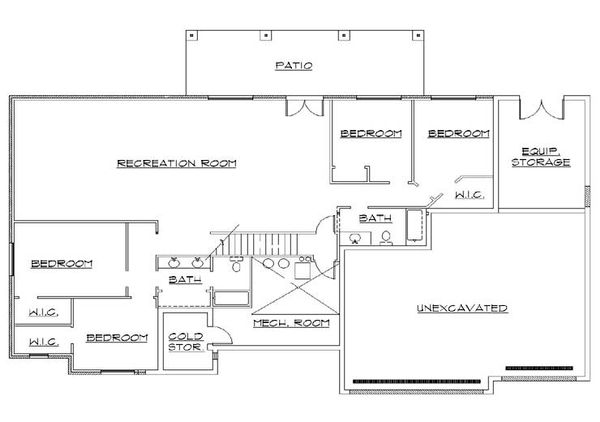 PATIO
BEDROOM
BEDROOM
EQUIP.
STORAGE
RECREATION ROOM
W.I.C.
BATH
BEDROOM
BATH
W.I.C.
UNEXCAVATED
MECH. ROOM
W.I.C.
BEDROOM
COLD
STOR.